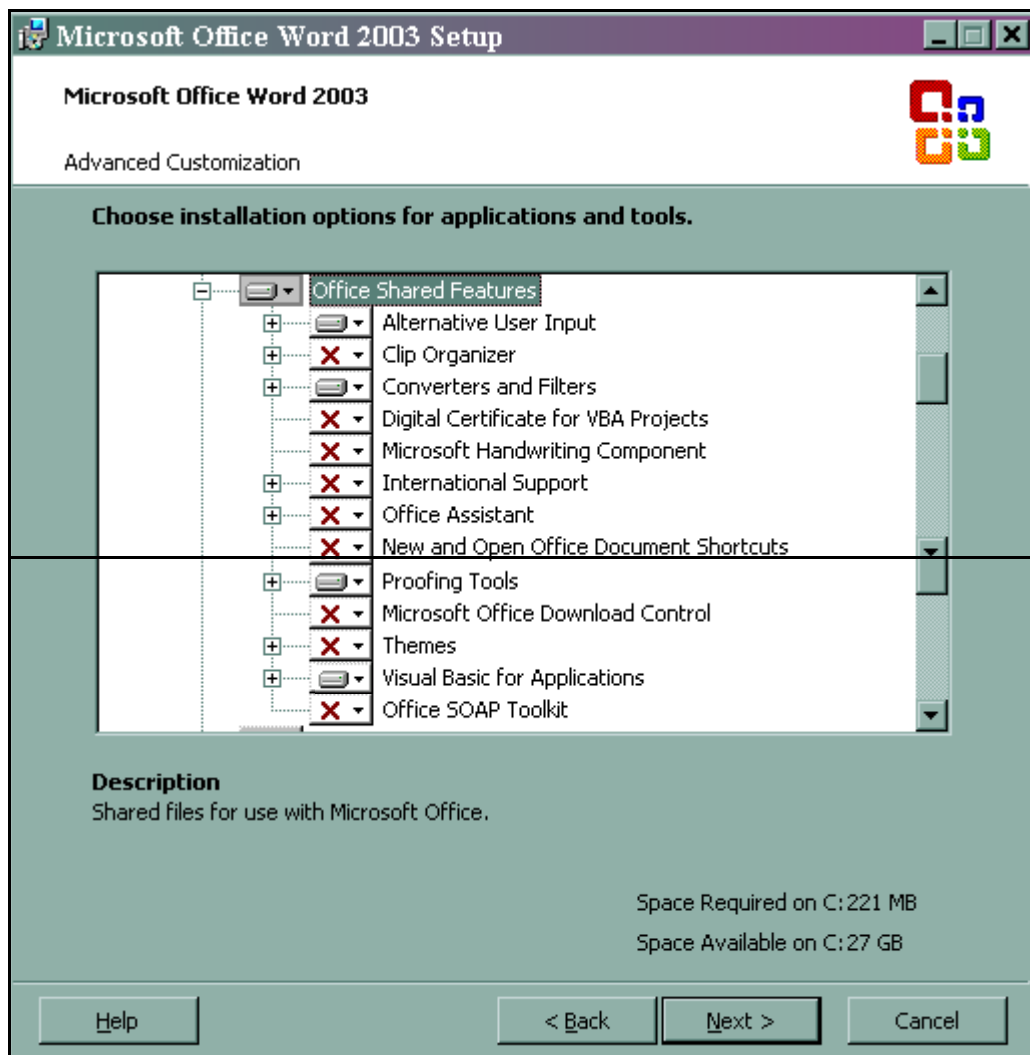 Microsoft Office Word 2003 Setup
Microsoft Office Word 2003
Advanced Customization
Choose installation options for applications and tools.
Office Shared Features
Alternative User Input
Clip Organizer
Converters and Filters
Digital Certificate for VBA Projects
Microsoft Handwriting Component
International Support
Office Assistant
New and Open Office Document Shortcuts
Proofing Tools
Microsoft Office Download Control
Themes
Visual Basic for Applications
Office SOAP Toolkit
Description
Shared files for use with Microsoft Office.
Space Required on C: 221 MB
Space Available on C: 27 GB
Help < Back Next > Cancel